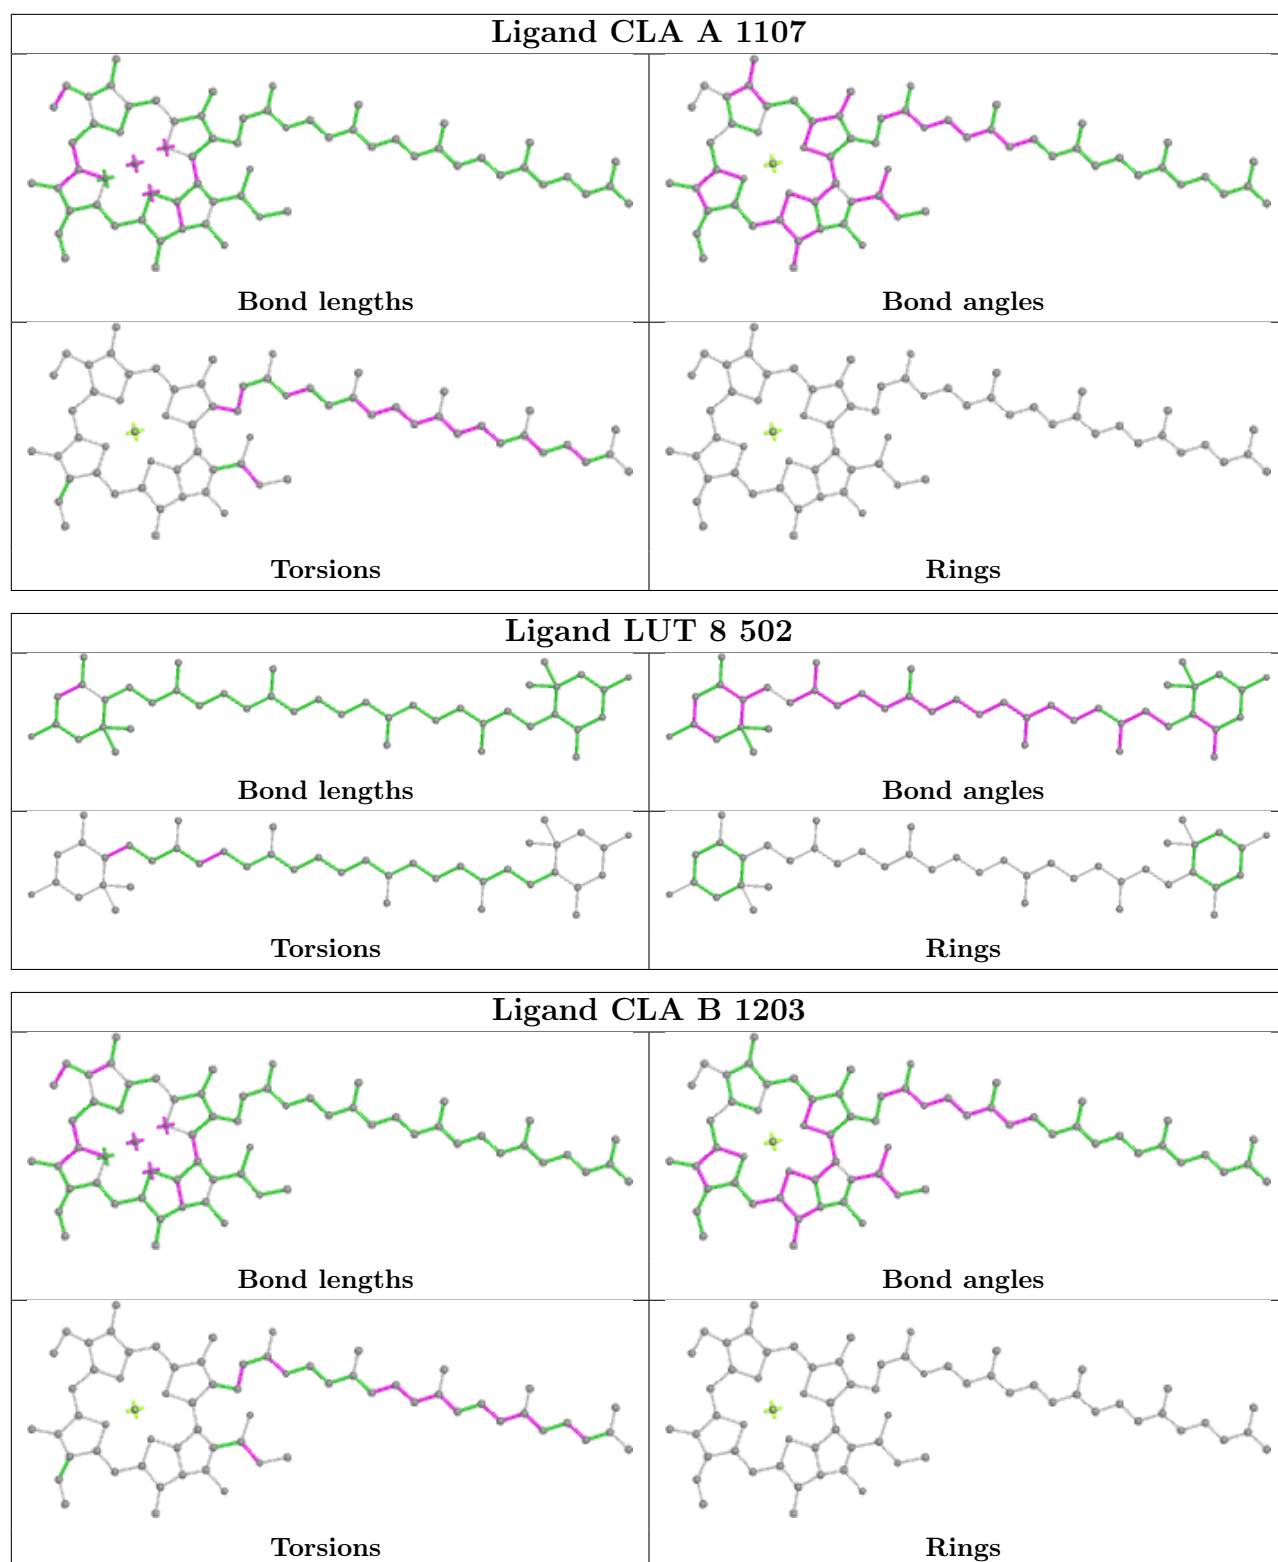 Ligand CLA A 1107
Bond lengths
Bond angles
Torsions
Rings
Ligand LUT 8 502
Bond lengths
Bond angles
Torsions
Rings
Ligand CLA B 1203
Bond lengths
Bond angles
Torsions
Rings